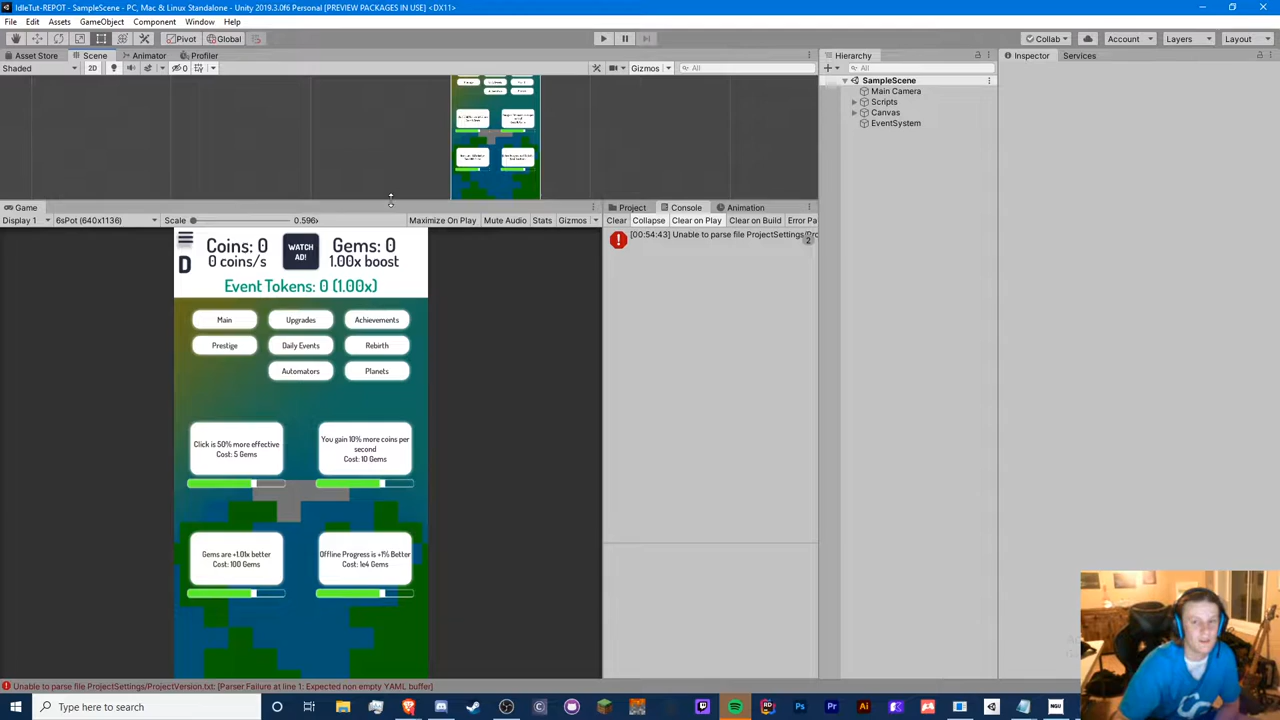 IdleTut-REPOT - SampleScene - PC, Mac & Linux Standalone - Unity 2019.3.0f6 Personal [PREVIEW PACKAGES IN USE] <DX11>
File Edit Assets GameObject Component Window Help
Pivot Global Collab Account Layers Layout
Asset Store Scene Animator Profiler Hierarchy Inspector Services
Shaded 2D 0 Gizmos All All
SampleScene
Main Camera
Scripts
Canvas
EventSystem
Game Project Console Animation
Display 1 6sPot (640x1136) Scale 0.596x Maximize On Play Mute Audio Stats Gizmos Clear Collapse Clear on Play Clear on Build Error Pa
[00:54:43] Unable to parse file ProjectSettings/Pro
2
Coins: 0
0 coins/s
D
WATCH
AD!
Gems: 0
1.00x boost
Event Tokens: 0 (1.00x)
Main Upgrades Achievements
Prestige Daily Events Rebirth
Automators Planets
Click is 50% more effective
Cost: 5 Gems
You gain 10% more coins per
second
Cost: 10 Gems
Gems are +1.01x better
Cost: 100 Gems
Offline Progress is +1% Better
Cost: 1e4 Gems
Unable to parse file ProjectSettings/ProjectVersion.txt: [Parser Failure at line 1: Expected non empty YAML buffer]
Type here to search